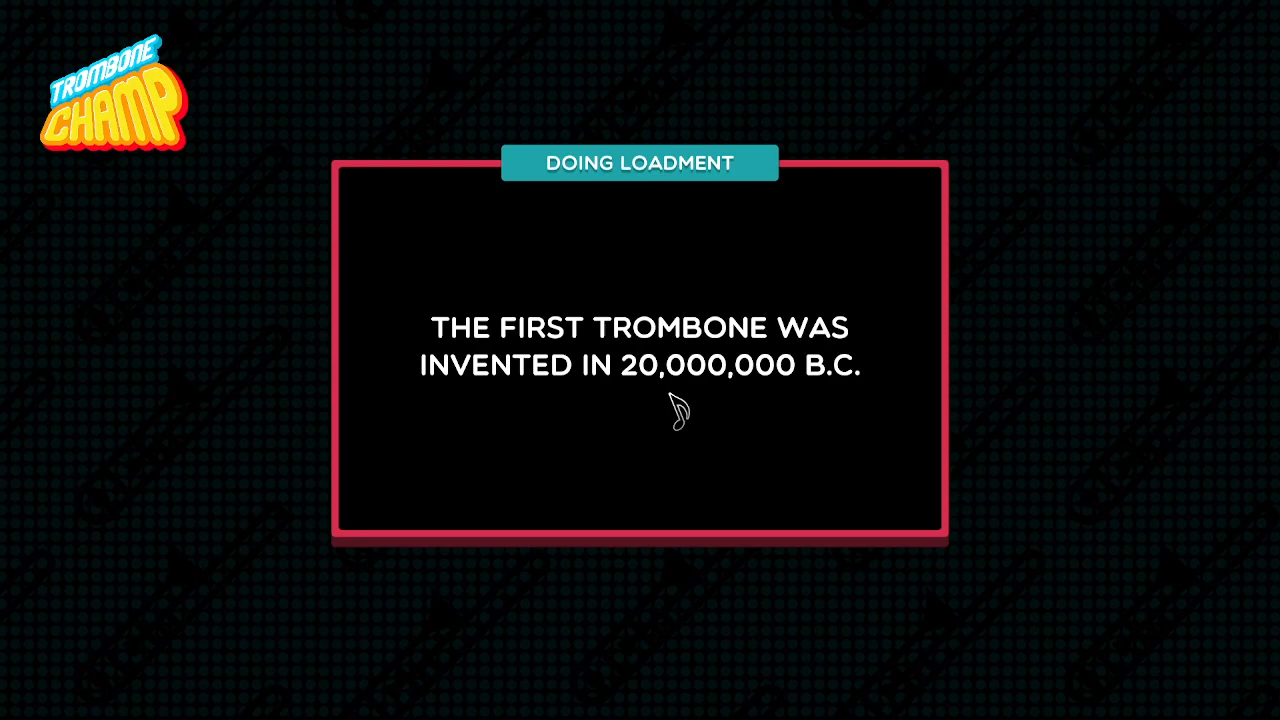 TROMBONE
CHAMP
DOING LOADMENT
THE FIRST TROMBONE WAS
INVENTED IN 20,000,000 B.C.